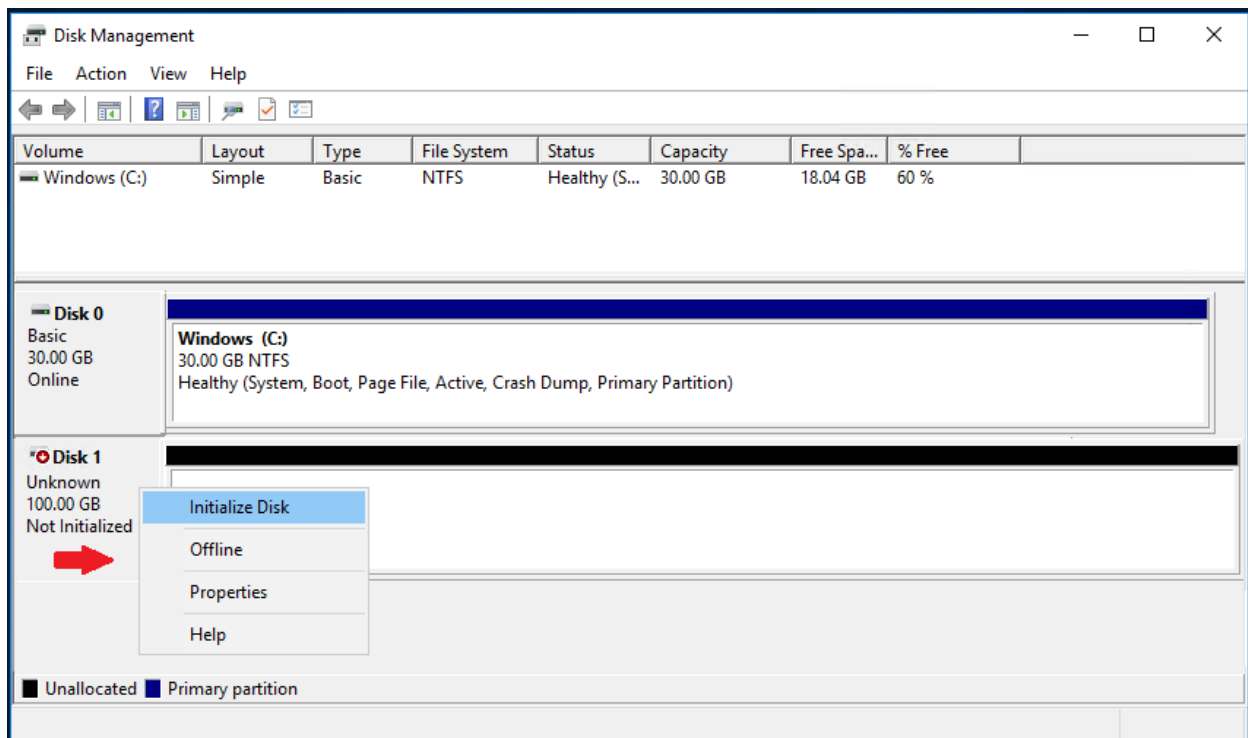 Disk Management
File Action View Help
Volume Layout Type File System Status Capacity Free Spa... % Free
Windows (C:) Simple Basic NTFS Healthy (S... 30.00 GB 18.04 GB 60 %
Disk 0
Basic
30.00 GB
Online
Windows (C:)
30.00 GB NTFS
Healthy (System, Boot, Page File, Active, Crash Dump, Primary Partition)
Disk 1
Unknown
100.00 GB
Not Initialized
Initialize Disk
Offline
Properties
Help
Unallocated Primary partition